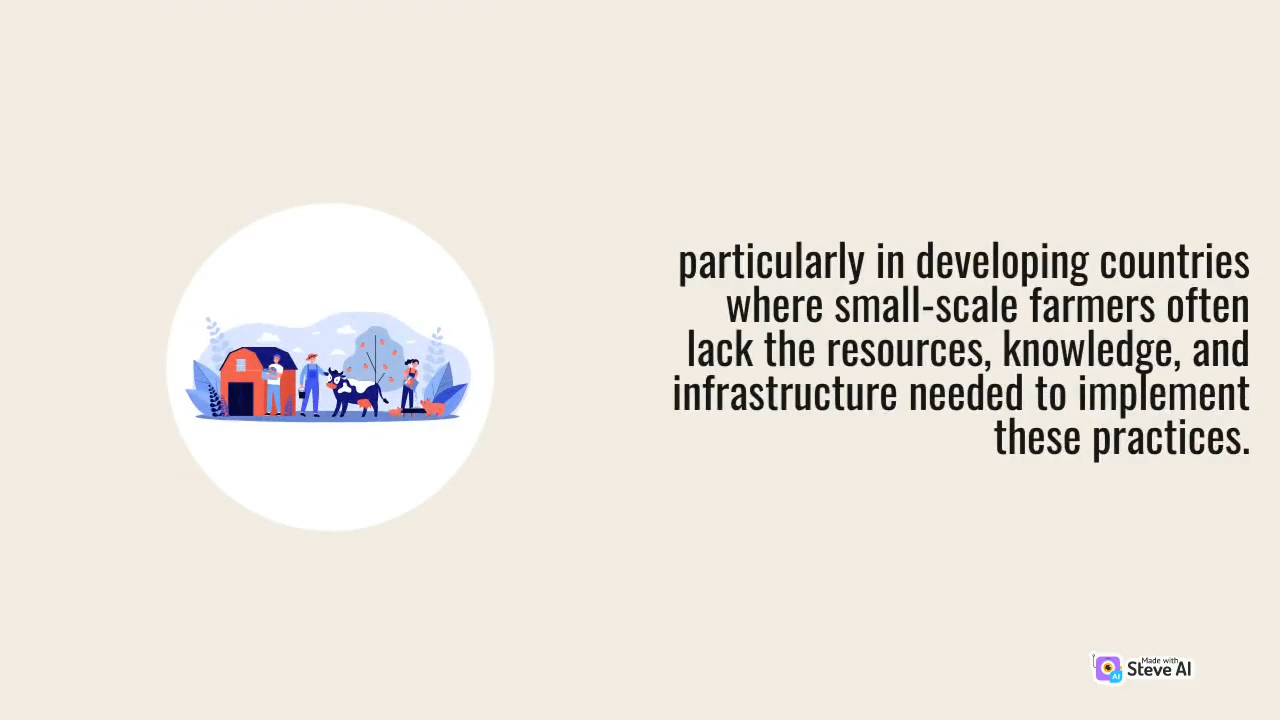 particularly in developing countries
where small-scale farmers often
lack the resources, knowledge, and
infrastructure needed to implement
these practices.
Made with
Steve AI
AI